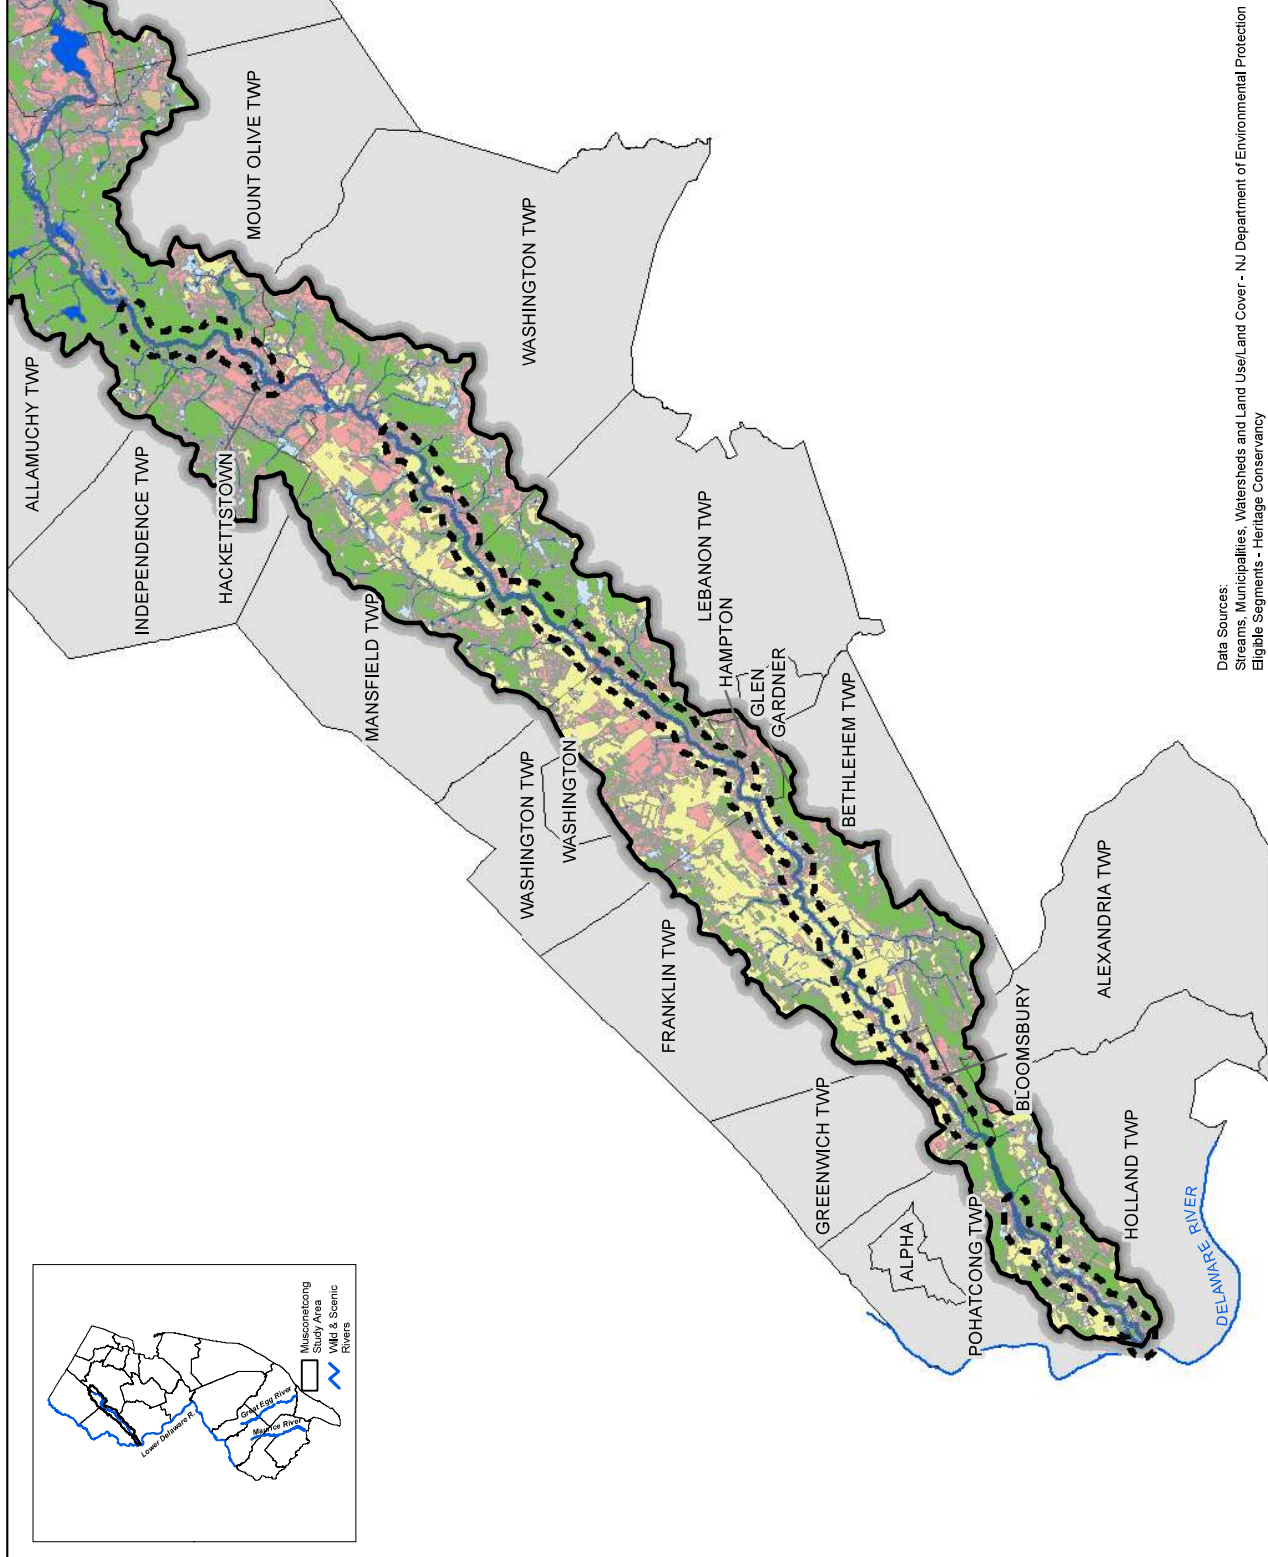 ALLAMUCHY TWP
INDEPENDENCE TWP
HACKETTSTOWN
MOUNT OLIVE TWP
WASHINGTON TWP
MANSFIELD TWP
LEBANON TWP
HAMPTON
GLEN
GARDNER
WASHINGTON TWP
WASHINGTON
BETHLEHEM TWP
FRANKLIN TWP
ALEXANDRIA TWP
BLOOMSBURY
GREENWICH TWP
HOLLAND TWP
ALPHA
POHATCONG TWP
DELAWARE RIVER
Lower Delaware R.
Great Egg River
Maurice River
Musconetcong
Study Area
Wild & Scenic
Rivers
Data Sources:
Streams, Municipalities, Watersheds and Land Use/Land Cover - NJ Department of Environmental Protection
Eligible Segments - Heritage Conservancy